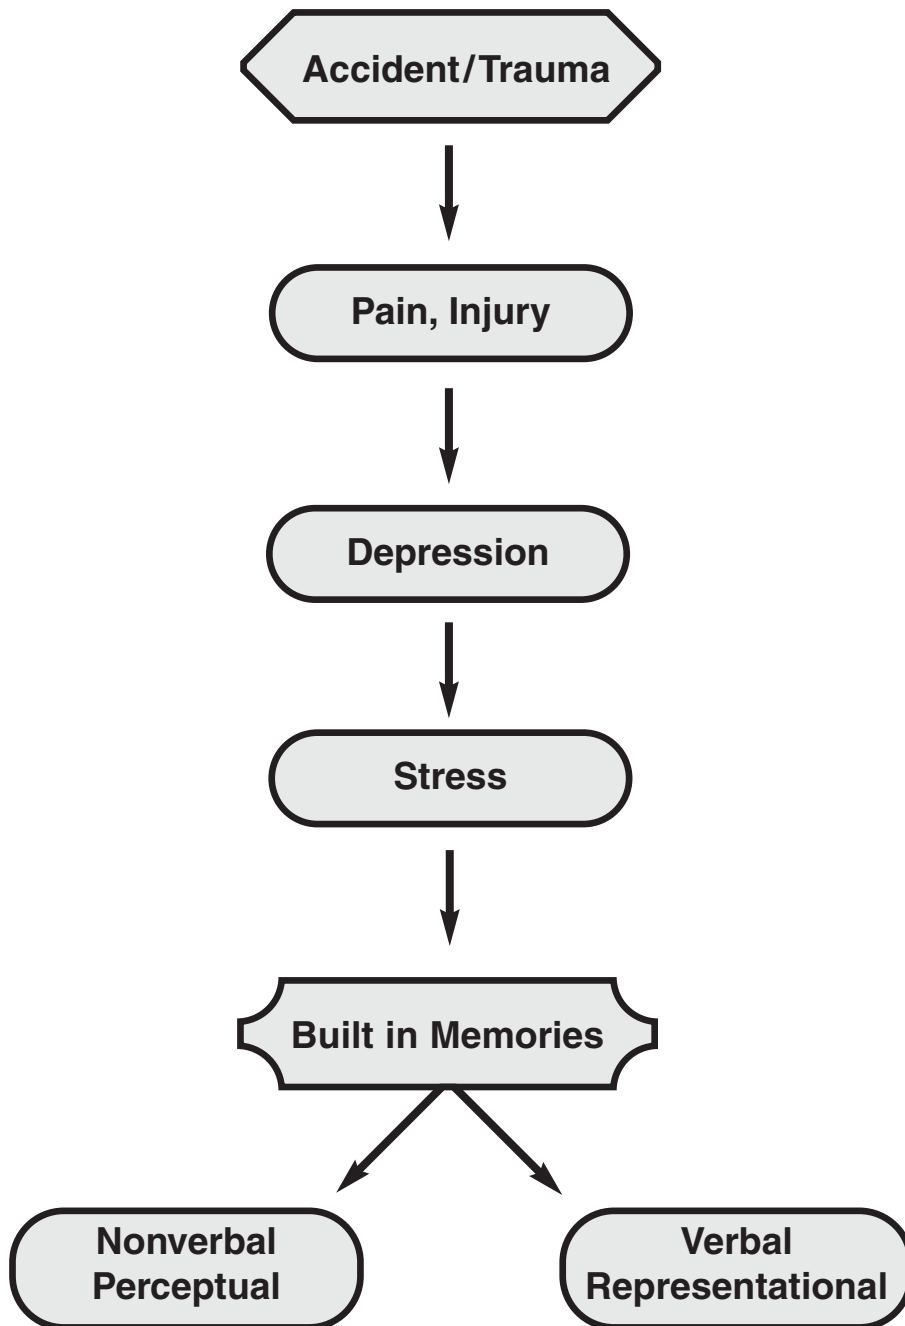 Accident/Trauma
Pain, Injury
Depression
Stress
Built in Memories
Nonverbal
Perceptual
Verbal
Representational